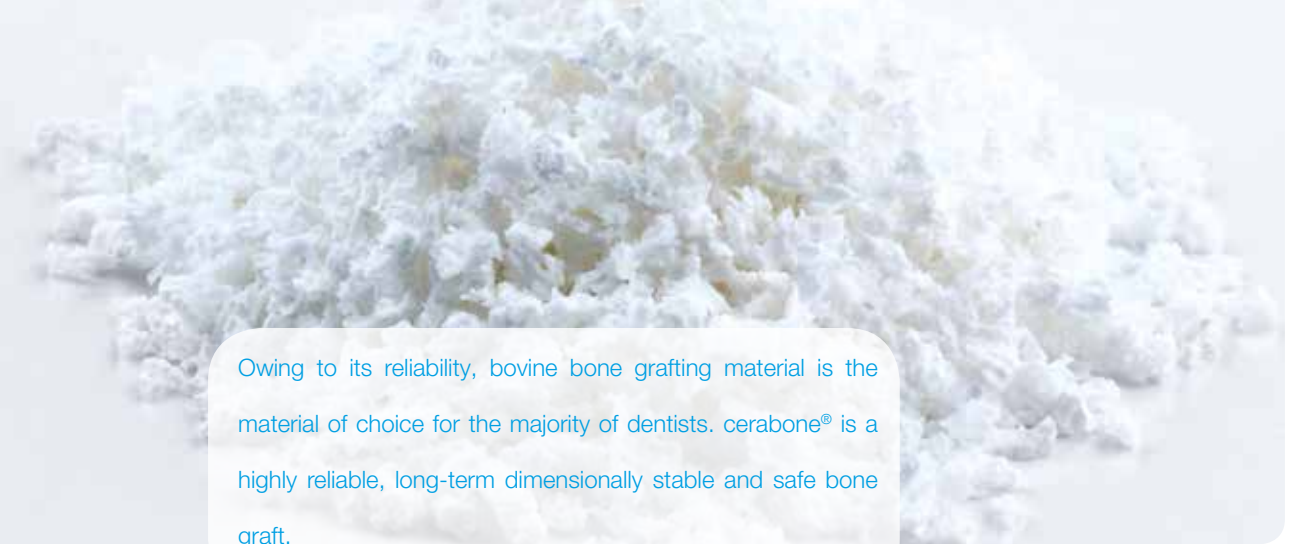 Owing to its reliability, bovine bone grafting material is the
material of choice for the majority of dentists. cerabone® is a
highly reliable, long-term dimensionally stable and safe bone
graft.